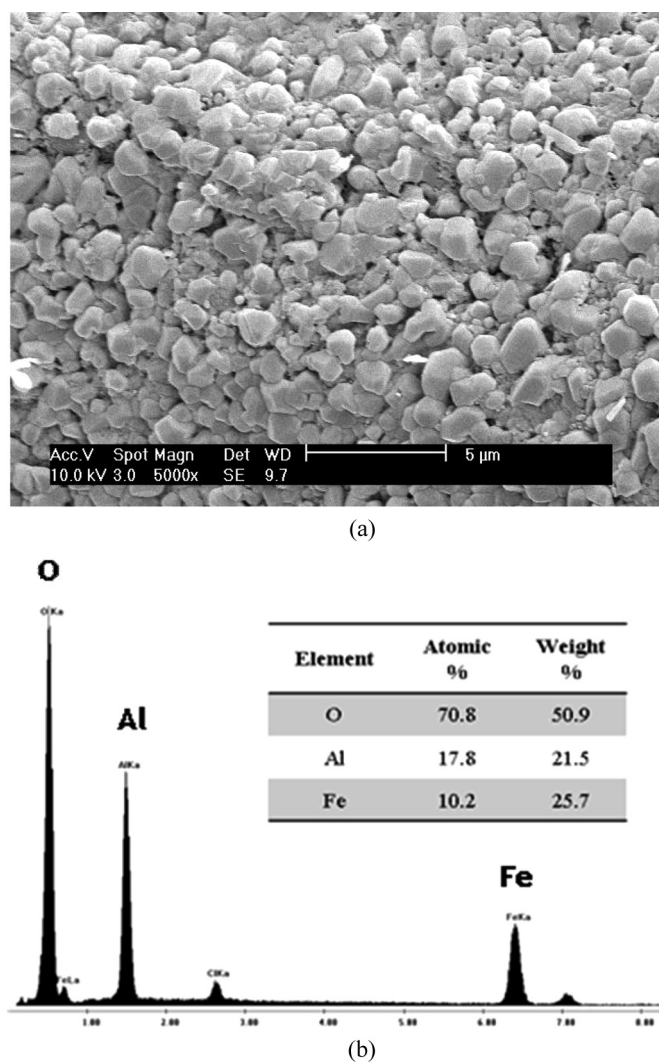 Acc.V Spot Magn Det WD 5 µm
10.0 kV 3.0 5000x SE 9.7
(a)
O
OKa
Al
AlKa
Element Atomic % Weight %
O 70.8 50.9
Al 17.8 21.5
Fe 10.2 25.7
Fe
FeKa
FeLa
ClKa
1.00 2.00 3.00 4.00 5.00 6.00 7.00 8.0
(b)